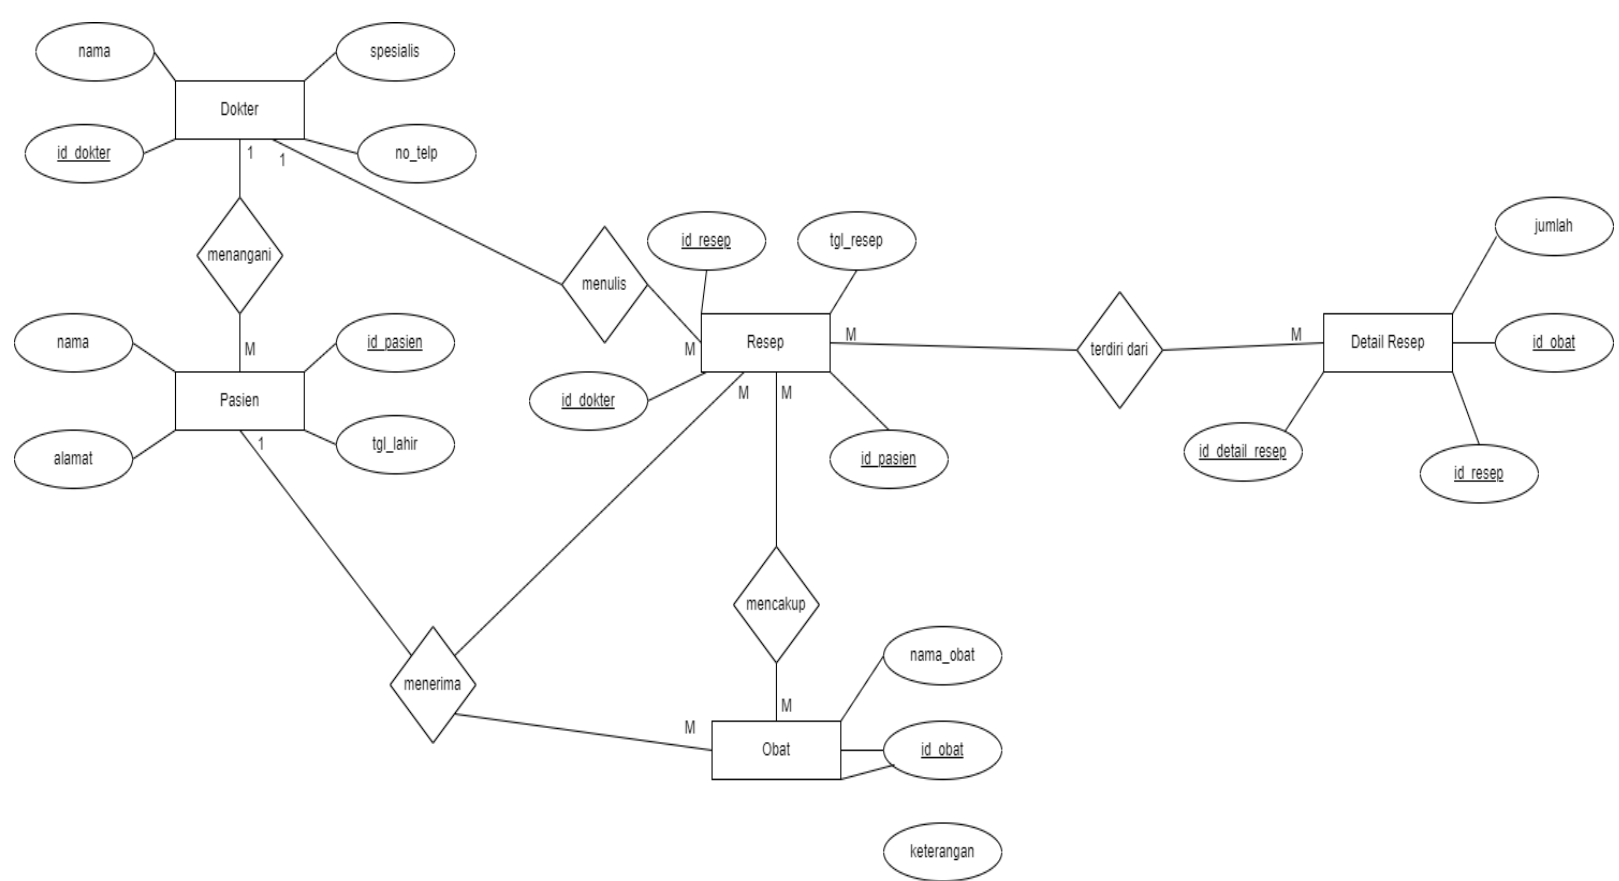 nama
spesialis
Dokter
id_dokter
no_telp
1
1
menangani
menulis
id_resep
tgl_resep
jumlah
nama
M
id_pasien
M
Resep
M
terdiri dari
M
Detail Resep
id_obat
Pasien
id_dokter
M
M
alamat
1
tgl_lahir
id_pasien
id_detail_resep
id_resep
mencakup
menerima
nama_obat
M
M
Obat
id_obat
keterangan